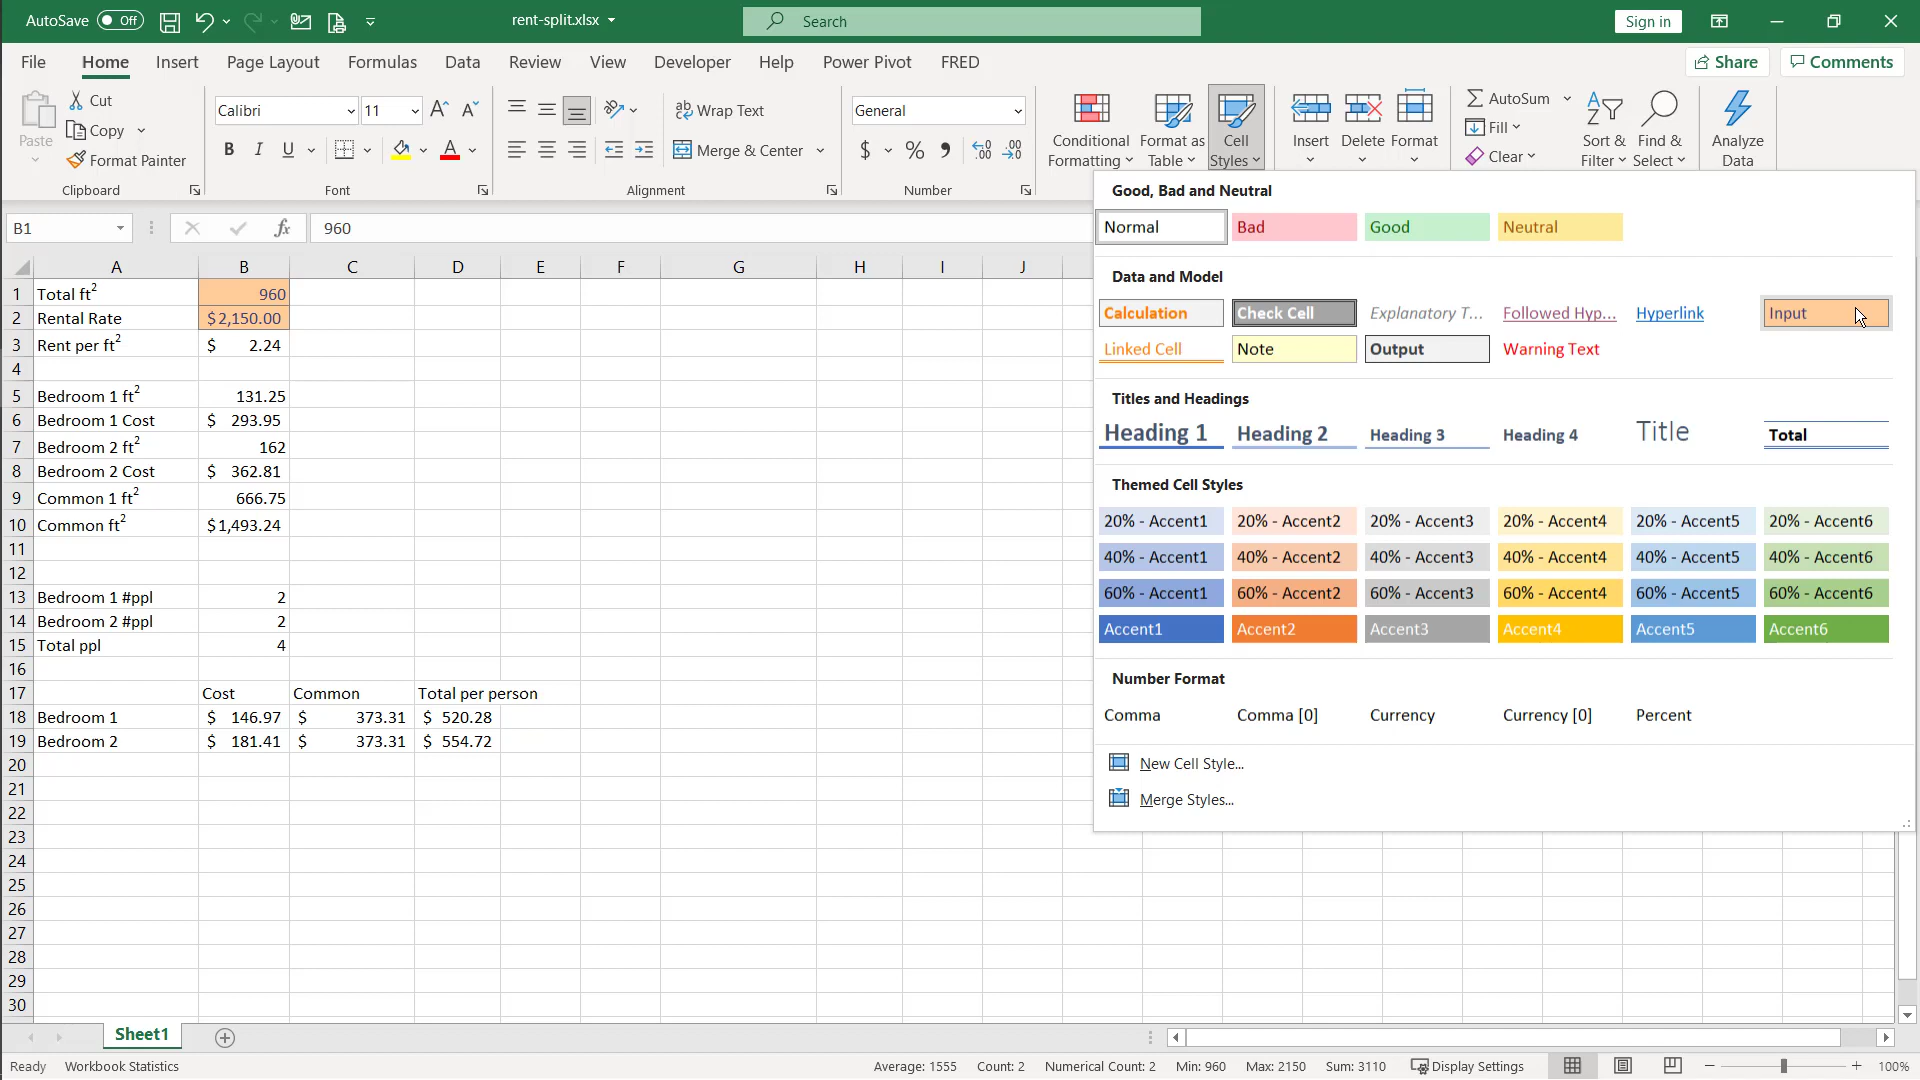 AutoSave Off rent-split.xlsx Search Sign in
File Home Insert Page Layout Formulas Data Review View Developer Help Power Pivot FRED Share Comments
Paste Cut Copy Format Painter Clipboard
Calibri 11 B I U A Font
ab Wrap Text Merge & Center Alignment
General $ % , Number
Conditional Formatting
Format as Table
Cell Styles
Insert Delete Format
AutoSum Fill Clear
Sort & Filter
Find & Select
Analyze Data
B1 fx 960
A B C D E F G H I J
1 Total ft2 960
2 Rental Rate $2,150.00
3 Rent per ft2 $ 2.24
4
5 Bedroom 1 ft2 131.25
6 Bedroom 1 Cost $ 293.95
7 Bedroom 2 ft2 162
8 Bedroom 2 Cost $ 362.81
9 Common 1 ft2 666.75
10 Common ft2 $1,493.24
11
12
13 Bedroom 1 #ppl 2
14 Bedroom 2 #ppl 2
15 Total ppl 4
16
17 Cost Common Total per person
18 Bedroom 1 $ 146.97 $ 373.31 $ 520.28
19 Bedroom 2 $ 181.41 $ 373.31 $ 554.72
20
21
22
23
24
25
26
27
28
29
30
Good, Bad and Neutral
Normal Bad Good Neutral
Data and Model
Calculation Check Cell Explanatory T... Followed Hyp... Hyperlink Input
Linked Cell Note Output Warning Text
Titles and Headings
Heading 1 Heading 2 Heading 3 Heading 4 Title Total
Themed Cell Styles
20% - Accent1 20% - Accent2 20% - Accent3 20% - Accent4 20% - Accent5 20% - Accent6
40% - Accent1 40% - Accent2 40% - Accent3 40% - Accent4 40% - Accent5 40% - Accent6
60% - Accent1 60% - Accent2 60% - Accent3 60% - Accent4 60% - Accent5 60% - Accent6
Accent1 Accent2 Accent3 Accent4 Accent5 Accent6
Number Format
Comma Comma [0] Currency Currency [0] Percent
New Cell Style...
Merge Styles...
Sheet1
Ready Workbook Statistics Average: 1555 Count: 2 Numerical Count: 2 Min: 960 Max: 2150 Sum: 3110 Display Settings 100%